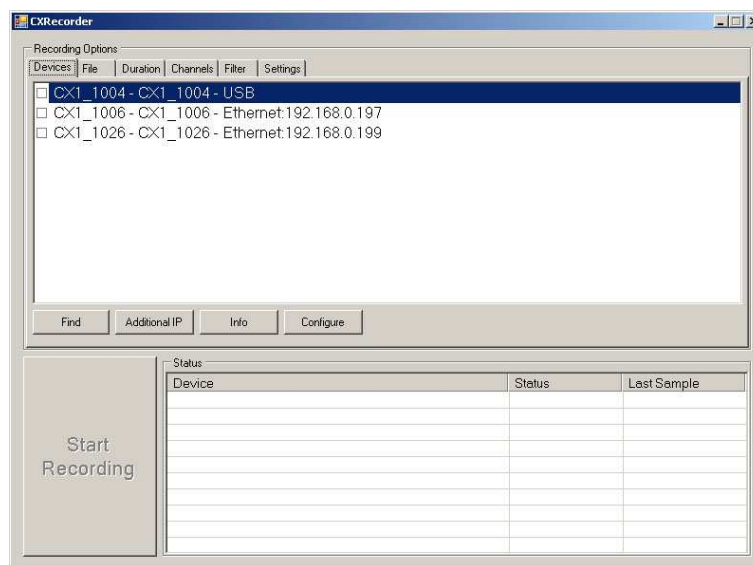 CXRecorder
Recording Options
Devices File Duration Channels Filter Settings
CX1_1004 - CX1_1004 - USB
CX1_1006 - CX1_1006 - Ethernet:192.168.0.197
CX1_1026 - CX1_1026 - Ethernet:192.168.0.199
Find Additional IP Info Configure
Status
Device Status Last Sample
Start
Recording